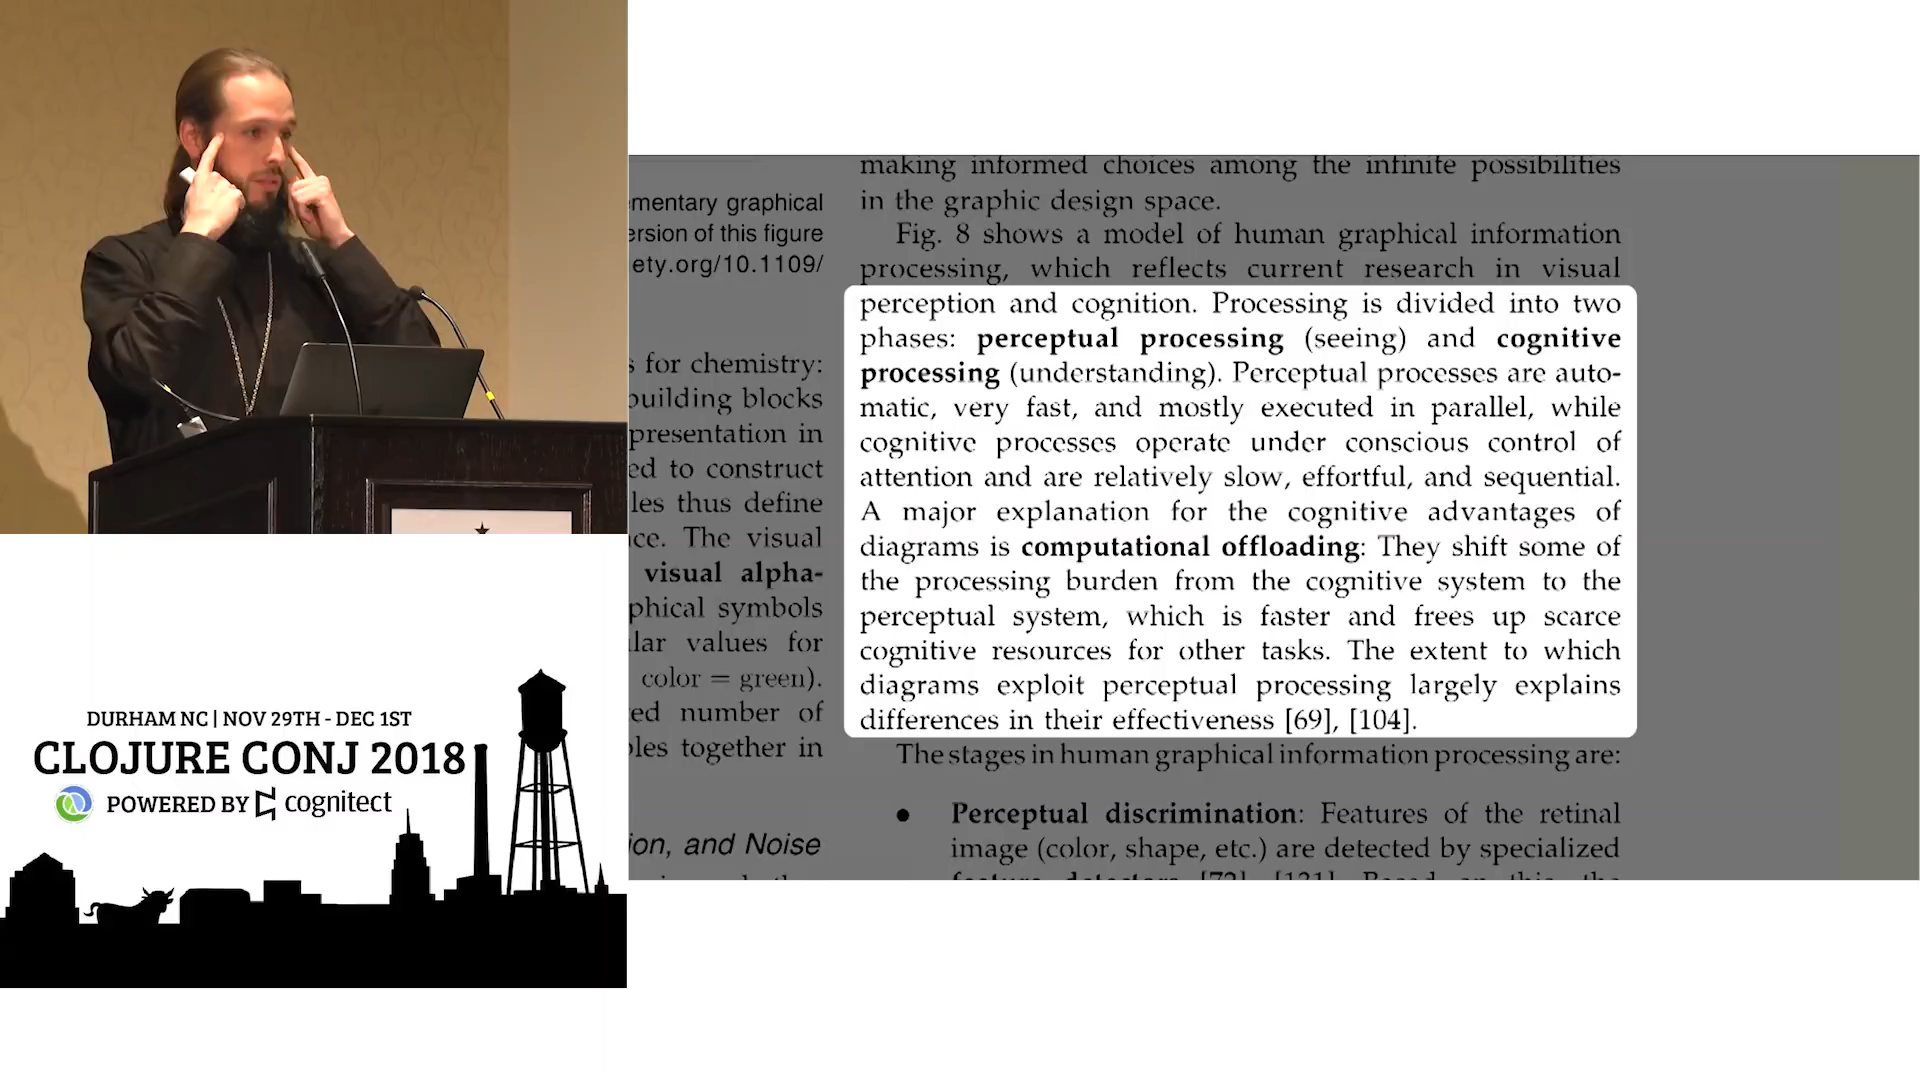 DURHAM NC | NOV 29TH - DEC 1ST
CLOJURE CONJ 2018
POWERED BY cognitect
ementary graphical
ersion of this figure
ety.org/10.1109/
s for chemistry:
building blocks
presentation in
ed to construct
les thus define
ce. The visual
visual alpha-
phical symbols
lar values for
color = green).
ed number of
les together in
ion, and Noise
making informed choices among the infinite possibilities
in the graphic design space.
Fig. 8 shows a model of human graphical information
processing, which reflects current research in visual
perception and cognition. Processing is divided into two
phases: perceptual processing (seeing) and cognitive
processing (understanding). Perceptual processes are auto-
matic, very fast, and mostly executed in parallel, while
cognitive processes operate under conscious control of
attention and are relatively slow, effortful, and sequential.
A major explanation for the cognitive advantages of
diagrams is computational offloading: They shift some of
the processing burden from the cognitive system to the
perceptual system, which is faster and frees up scarce
cognitive resources for other tasks. The extent to which
diagrams exploit perceptual processing largely explains
differences in their effectiveness [69], [104].
The stages in human graphical information processing are:
● Perceptual discrimination: Features of the retinal
image (color, shape, etc.) are detected by specialized